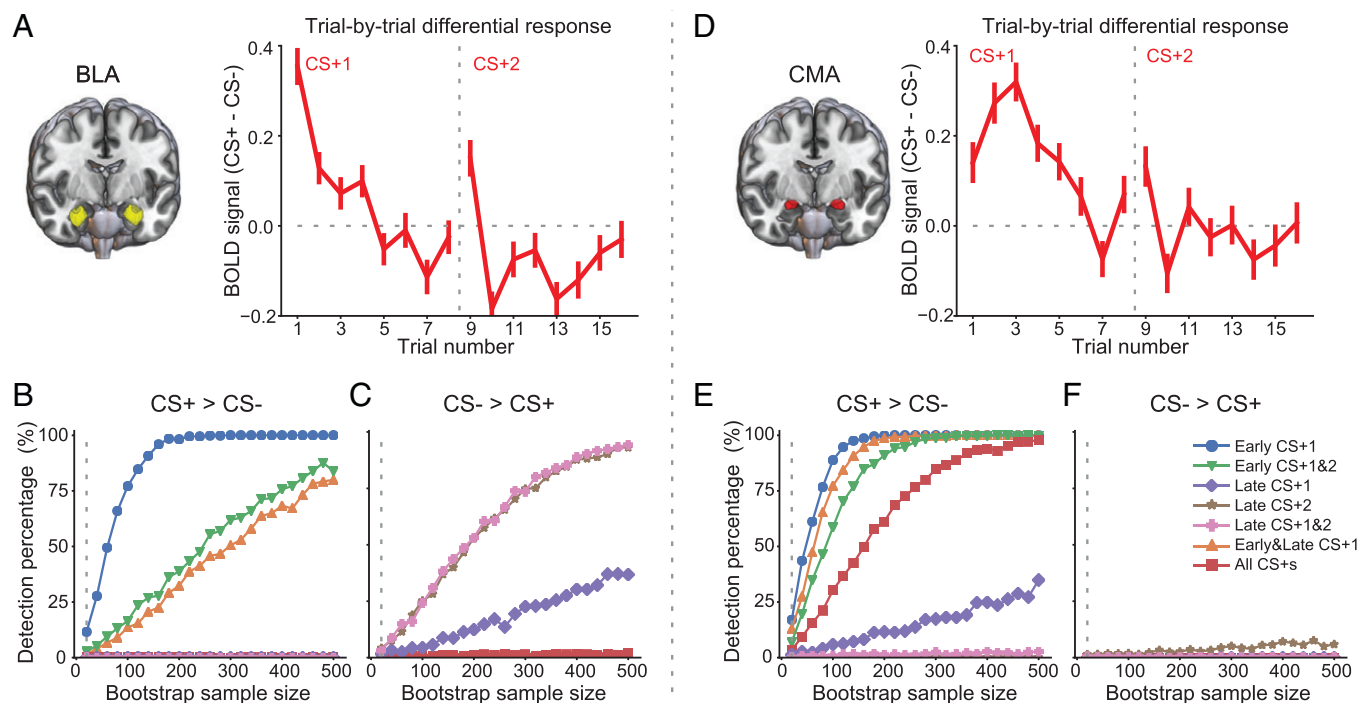 A
Trial-by-trial differential response
BLA
BOLD signal (CS+ - CS-)
0.4
0.2
0.0
−0.2
CS+1
CS+2
1 3 5 7 9 11 13 15
Trial number
D
Trial-by-trial differential response
CMA
BOLD signal (CS+ - CS-)
0.4
0.2
0.0
−0.2
CS+1
CS+2
1 3 5 7 9 11 13 15
Trial number
B
CS+ > CS-
Detection percentage (%)
100
75
50
25
0
0 100 200 300 400 500
Bootstrap sample size
C
CS- > CS+
0 100 200 300 400 500
Bootstrap sample size
E
CS+ > CS-
Detection percentage (%)
100
75
50
25
0
0 100 200 300 400 500
Bootstrap sample size
F
CS- > CS+
Early CS+1
Early CS+1&2
Late CS+1
Late CS+2
Late CS+1&2
Early&Late CS+1
All CS+s
0 100 200 300 400 500
Bootstrap sample size